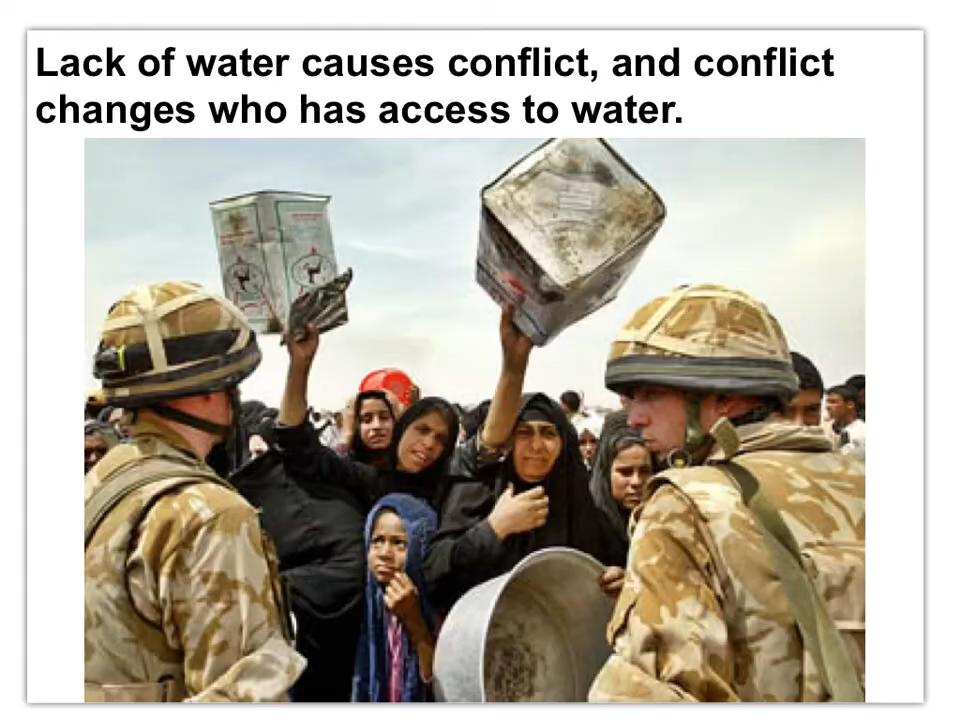 Lack of water causes conflict, and conflict
changes who has access to water.